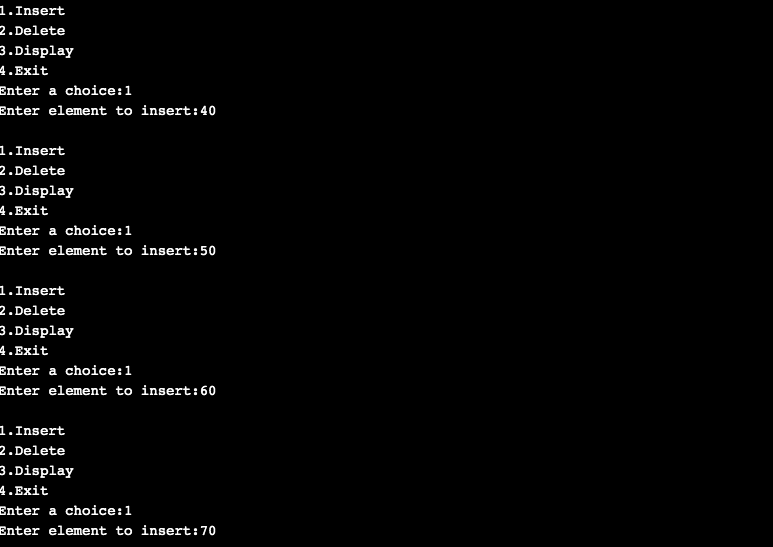 1.Insert
2.Delete
3.Display
4.Exit
Enter a choice:1
Enter element to insert:40
1.Insert
2.Delete
3.Display
4.Exit
Enter a choice:1
Enter element to insert:50
1.Insert
2.Delete
3.Display
4.Exit
Enter a choice:1
Enter element to insert:60
1.Insert
2.Delete
3.Display
4.Exit
Enter a choice:1
Enter element to insert:70